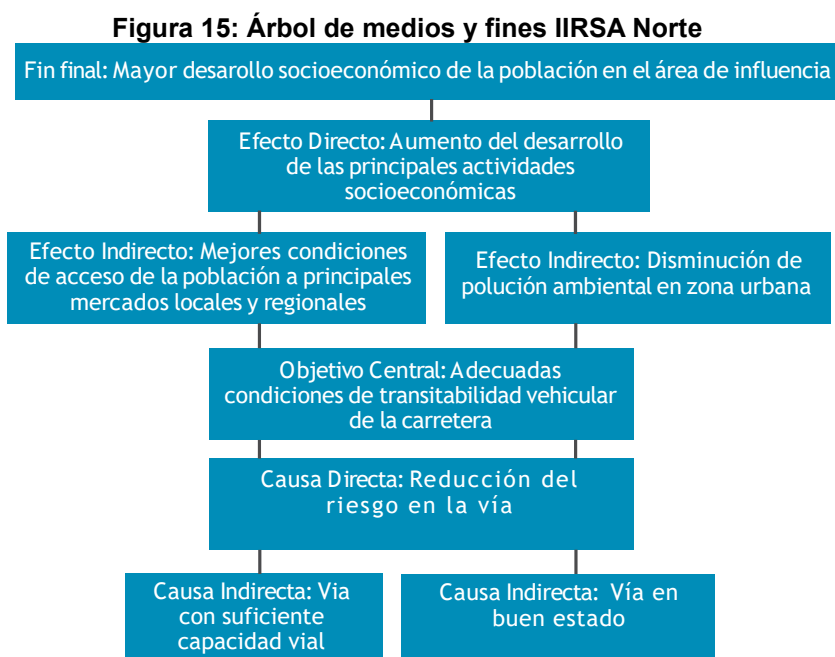 Figura 15: Árbol de medios y fines IIRSA Norte
Fin final: Mayor desarollo socioeconómico de la población en el área de influencia
Efecto Directo: Aumento del desarrollo
de las principales actividades
socioeconómicas
Efecto Indirecto: Mejores condiciones
de acceso de la población a principales
mercados locales y regionales
Efecto Indirecto: Disminución de
polución ambiental en zona urbana
Objetivo Central: Adecuadas
condiciones de transitabilidad vehicular
de la carretera
Causa Directa: Reducción del
riesgo en la vía
Causa Indirecta: Via
con suficiente
capacidad vial
Causa Indirecta: Vía en
buen estado